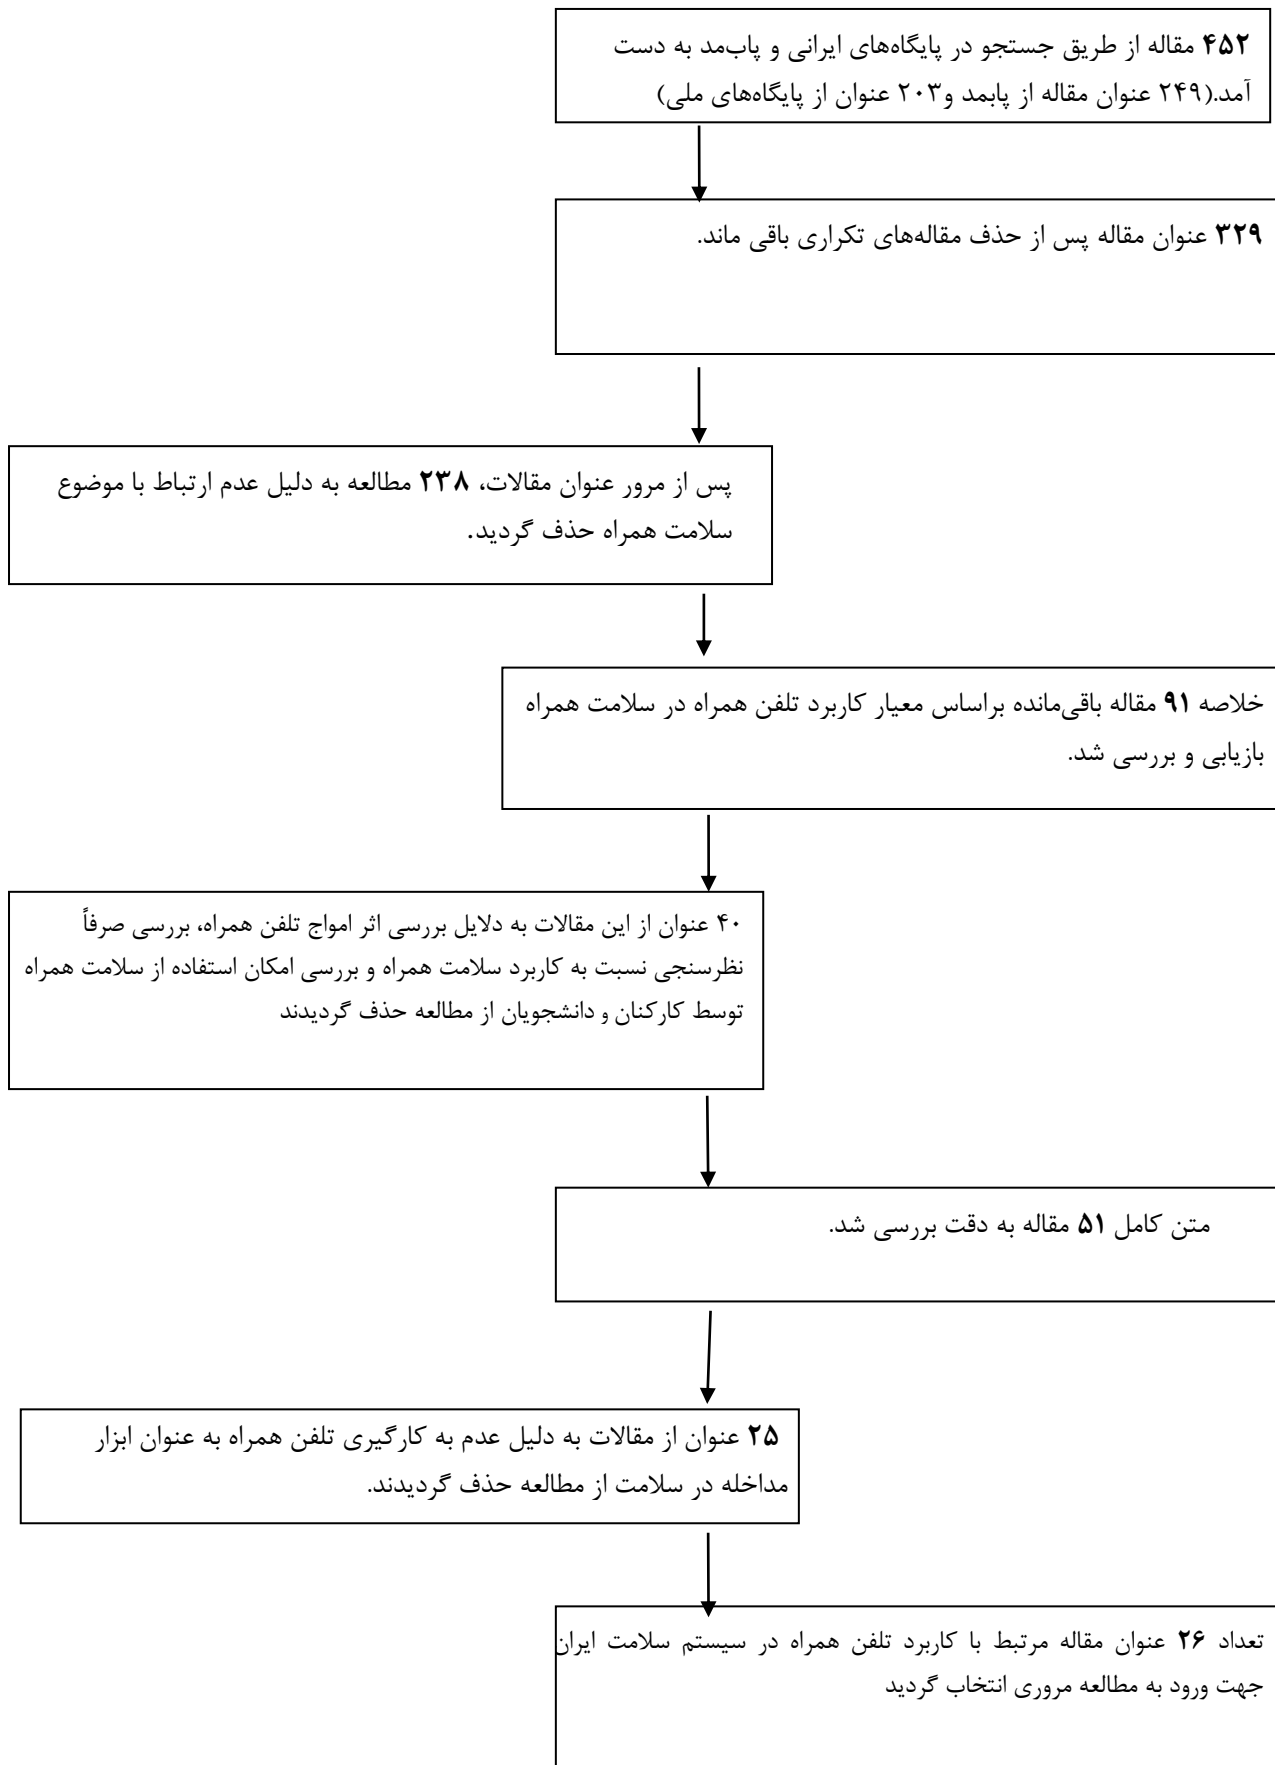 ۴۵۲ مقاله از طریق جستجو در پایگاه‌های ایرانی و پاب‌مد به دست
آمد.(۲۴۹ عنوان مقاله از پابمد و۲۰۳ عنوان از پایگاه‌های ملی)
۳۲۹ عنوان مقاله پس از حذف مقاله‌های تکراری باقی ماند.
پس از مرور عنوان مقالات، ۲۳۸ مطالعه به دلیل عدم ارتباط با موضوع
سلامت همراه حذف گردید.
خلاصه ۹۱ مقاله باقی‌مانده براساس معیار کاربرد تلفن همراه در سلامت همراه
بازیابی و بررسی شد.
۴۰ عنوان از این مقالات به دلایل بررسی اثر امواج تلفن همراه، بررسی صرفاً
نظرسنجی نسبت به کاربرد سلامت همراه و بررسی امکان استفاده از سلامت همراه
توسط کارکنان و دانشجویان از مطالعه حذف گردیدند
متن کامل ۵۱ مقاله به دقت بررسی شد.
۲۵ عنوان از مقالات به دلیل عدم به کارگیری تلفن همراه به عنوان ابزار
مداخله در سلامت از مطالعه حذف گردیدند.
تعداد ۲۶ عنوان مقاله مرتبط با کاربرد تلفن همراه در سیستم سلامت ایران
جهت ورود به مطالعه مروری انتخاب گردید